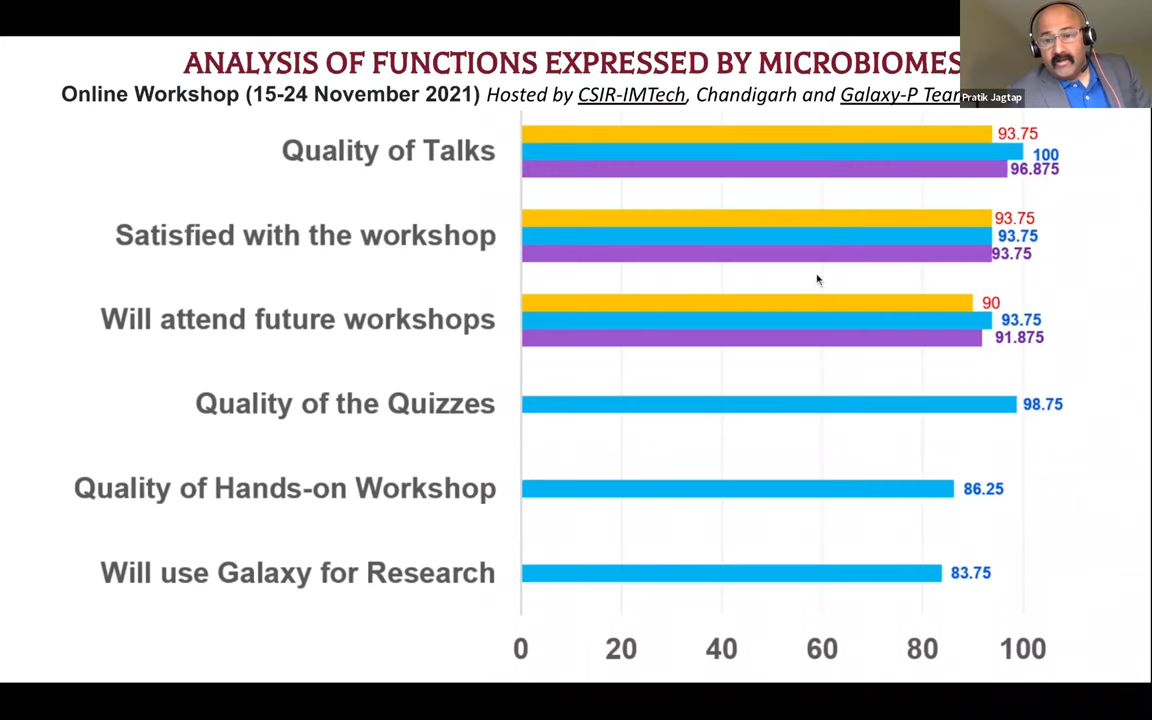 ANALYSIS OF FUNCTIONS EXPRESSED BY MICROBIOMES
Online Workshop (15-24 November 2021) Hosted by CSIR-IMTech, Chandigarh and Galaxy-P
Pratik Jagtap
Quality of Talks
93.75
100
96.875
Satisfied with the workshop
93.75
93.75
93.75
Will attend future workshops
90
93.75
91.875
Quality of the Quizzes
98.75
Quality of Hands-on Workshop
86.25
Will use Galaxy for Research
83.75
0 20 40 60 80 100